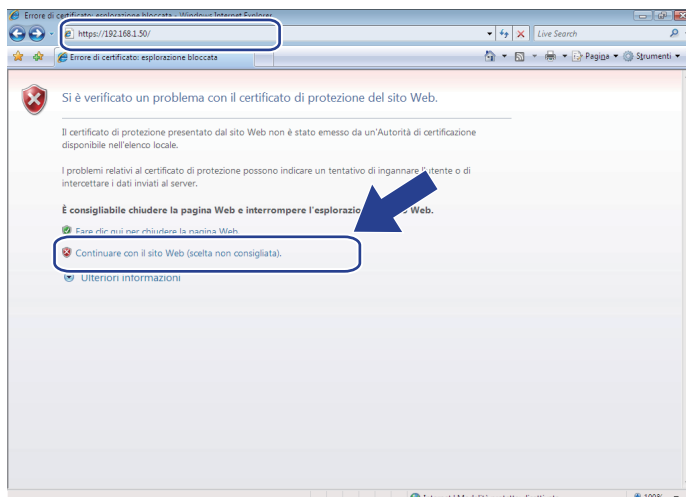 Errore di certificato: esplorazione bloccata - Windows Internet Explorer
https://192.168.1.50/
Live Search
Errore di certificato: esplorazione bloccata
Pagina
Strumenti
Si è verificato un problema con il certificato di protezione del sito Web.
Il certificato di protezione presentato dal sito Web non è stato emesso da un'Autorità di certificazione
disponibile nell'elenco locale.
I problemi relativi al certificato di protezione possono indicare un tentativo di ingannare l'utente o di
intercettare i dati inviati al server.
È consigliabile chiudere la pagina Web e interrompere l'esplorazio Web.
Fare clic qui per chiudere la pagina Web
Continuare con il sito Web (scelta non consigliata).
Ulteriori informazioni
100%